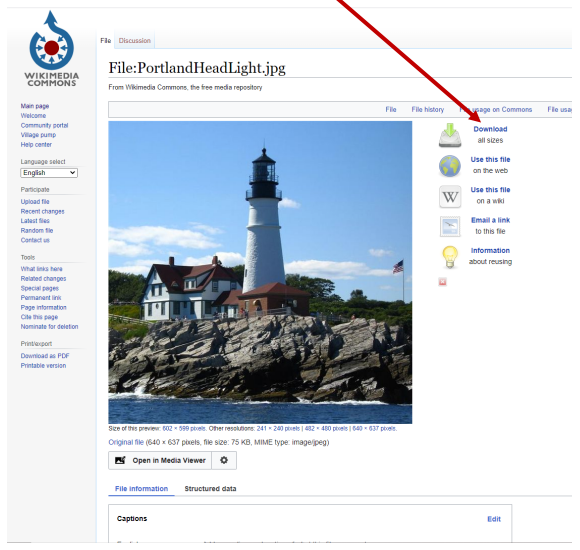 WIKIMEDIA
COMMONS
Main page
Welcome
Community portal
Village pump
Help center
Language select
English
Participate
Upload file
Recent changes
Latest files
Random file
Contact us
Tools
What links here
Related changes
Special pages
Permanent link
Page information
Cite this page
Nominate for deletion
Print/export
Download as PDF
Printable version
File Discussion
File:PortlandHeadLight.jpg
From Wikimedia Commons, the free media repository
File File history File usage on Commons File usa
Download
all sizes
Use this file
on the web
W
Use this file
on a wiki
Email a link
to this file
Information
about reusing
Size of this preview: 602 × 599 pixels. Other resolutions: 241 × 240 pixels | 482 × 480 pixels | 640 × 637 pixels.
Original file (640 × 637 pixels, file size: 75 KB, MIME type: image/jpeg)
Open in Media Viewer
File information Structured data
Captions Edit